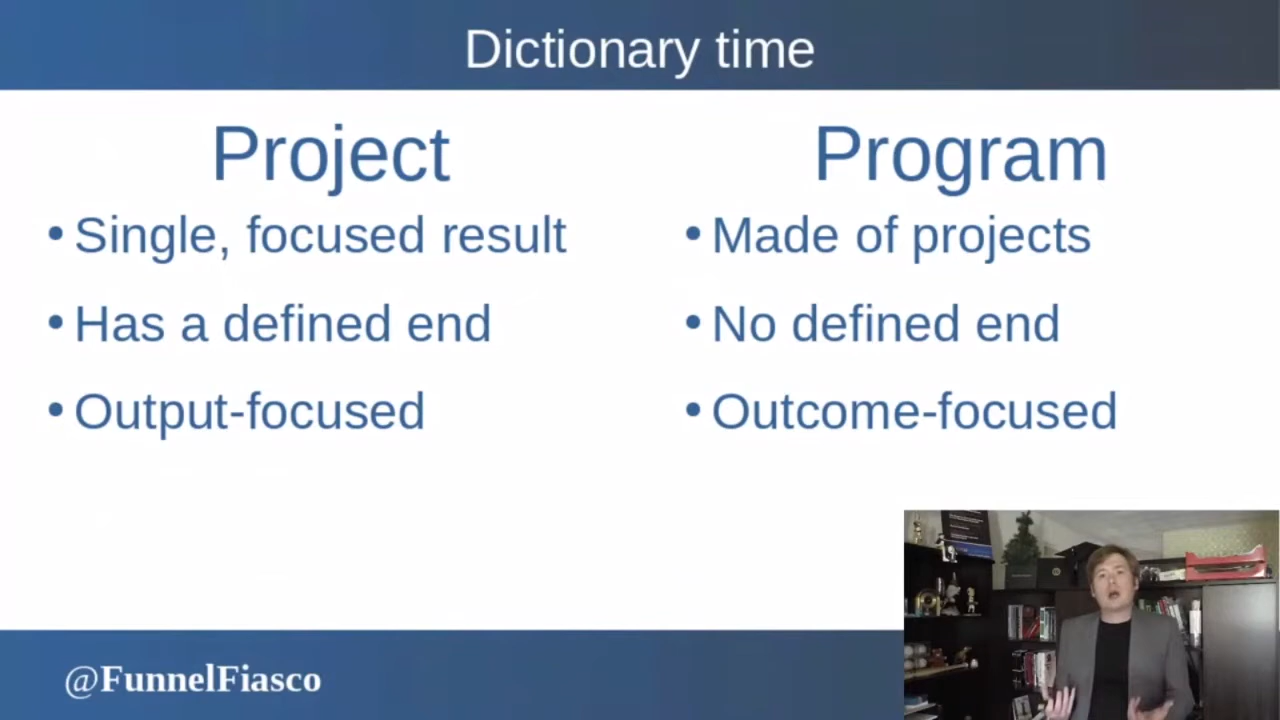 Dictionary time
Project
• Single, focused result
• Has a defined end
• Output-focused
Program
• Made of projects
• No defined end
• Outcome-focused
@FunnelFiasco